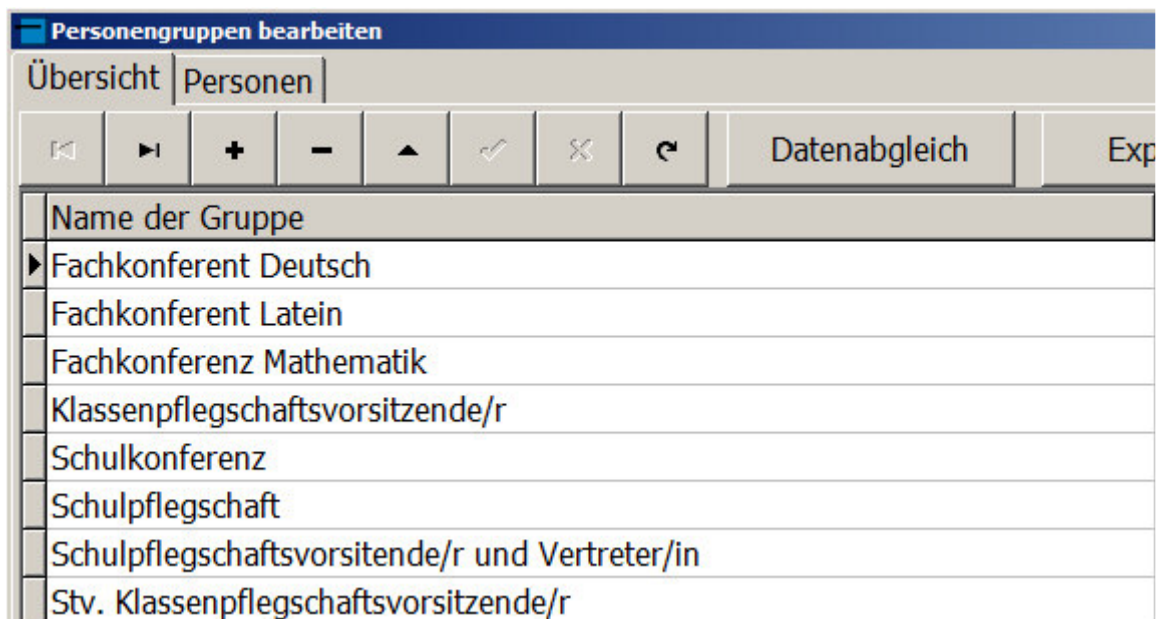 Personengruppen bearbeiten
Übersicht Personen
Datenabgleich Exp
Name der Gruppe
Fachkonferent Deutsch
Fachkonferent Latein
Fachkonferenz Mathematik
Klassenpflegschaftsvorsitzende/r
Schulkonferenz
Schulpflegschaft
Schulpflegschaftsvorsitende/r und Vertreter/in
Stv. Klassenpflegschaftsvorsitzende/r